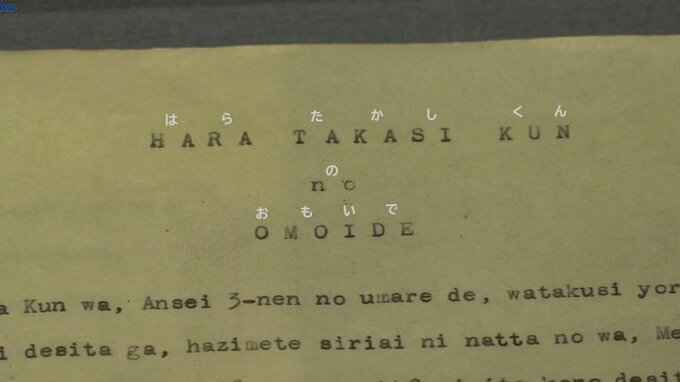 はら たかし くん
HARA TAKASI KUN
の
no
おもいで
OMOIDE
Kun wa, Ansei 3-nen no umare de, watakusi yor
desita ga, hazimete siriai ni natta no wa, Me